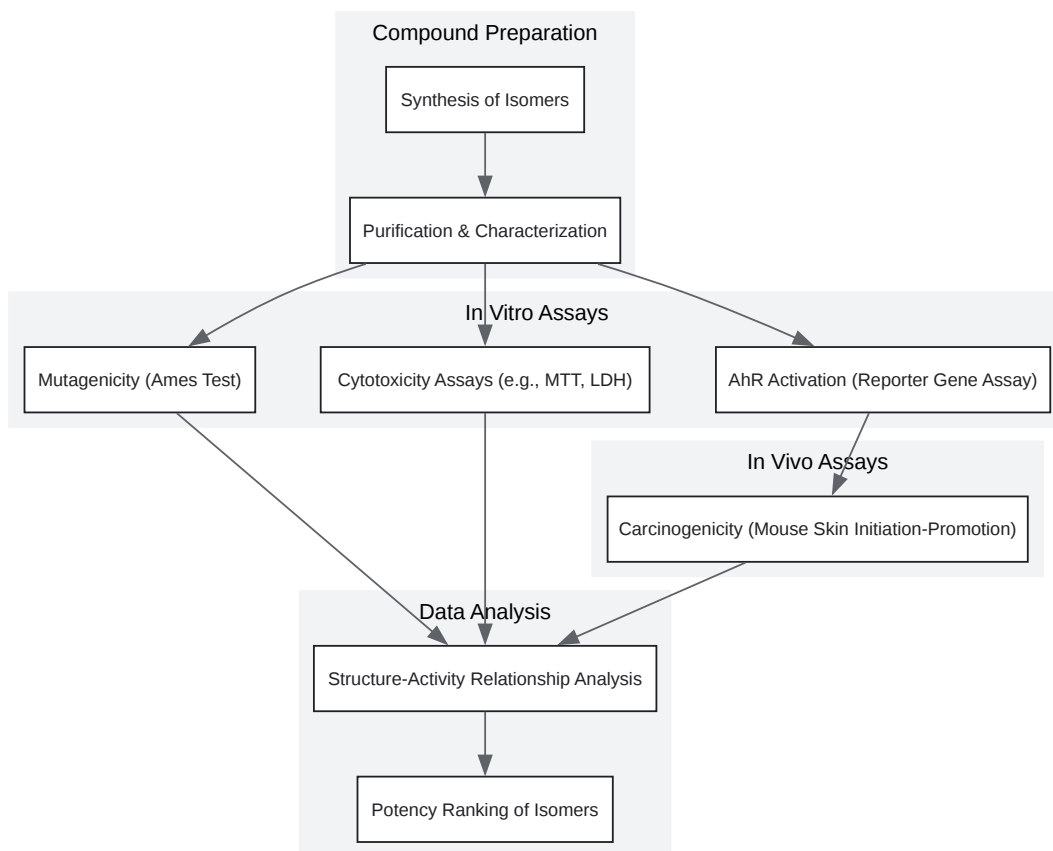 Compound Preparation
Synthesis of Isomers
Purification & Characterization
In Vitro Assays
Mutagenicity (Ames Test)
Cytotoxicity Assays (e.g., MTT, LDH)
AhR Activation (Reporter Gene Assay)
In Vivo Assays
Carcinogenicity (Mouse Skin Initiation-Promotion)
Data Analysis
Structure-Activity Relationship Analysis
Potency Ranking of Isomers